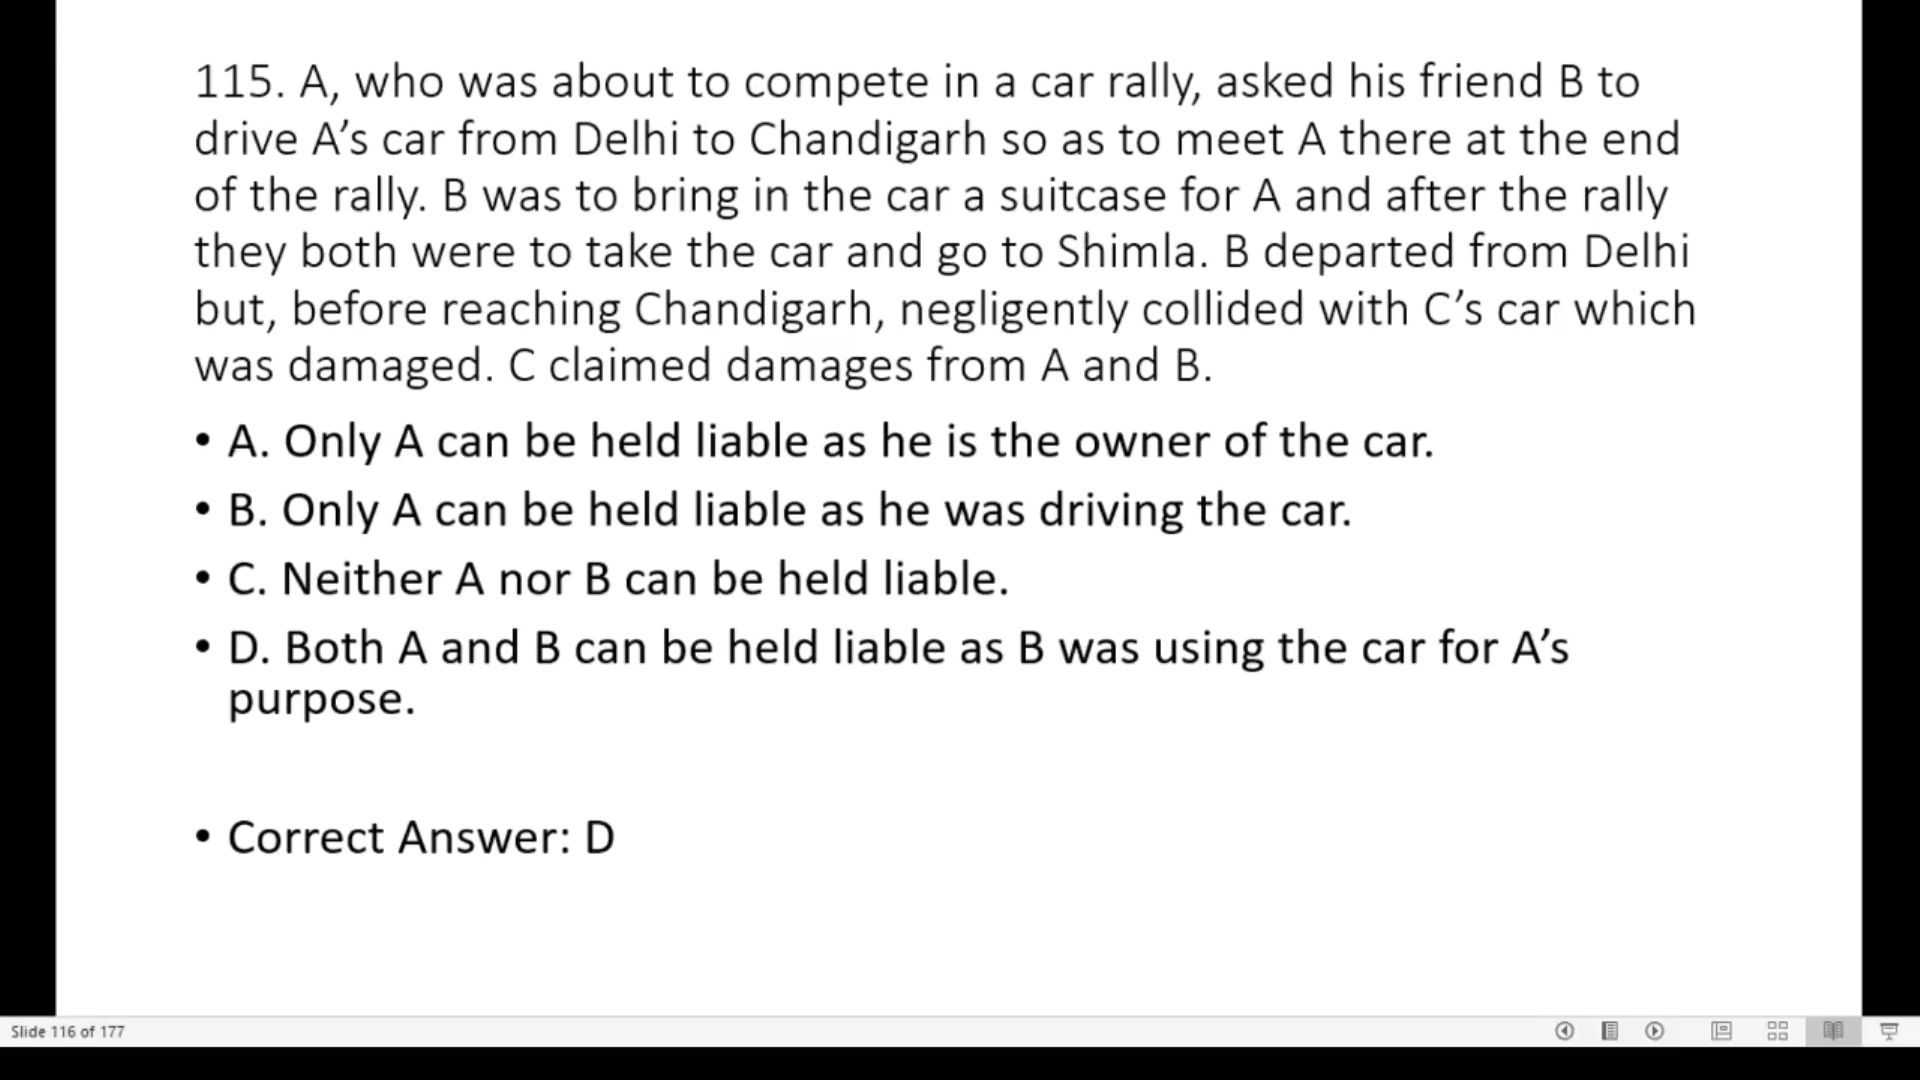 115. A, who was about to compete in a car rally, asked his friend B to
drive A’s car from Delhi to Chandigarh so as to meet A there at the end
of the rally. B was to bring in the car a suitcase for A and after the rally
they both were to take the car and go to Shimla. B departed from Delhi
but, before reaching Chandigarh, negligently collided with C’s car which
was damaged. C claimed damages from A and B.
• A. Only A can be held liable as he is the owner of the car.
• B. Only A can be held liable as he was driving the car.
• C. Neither A nor B can be held liable.
• D. Both A and B can be held liable as B was using the car for A’s
purpose.
• Correct Answer: D
Slide 116 of 177